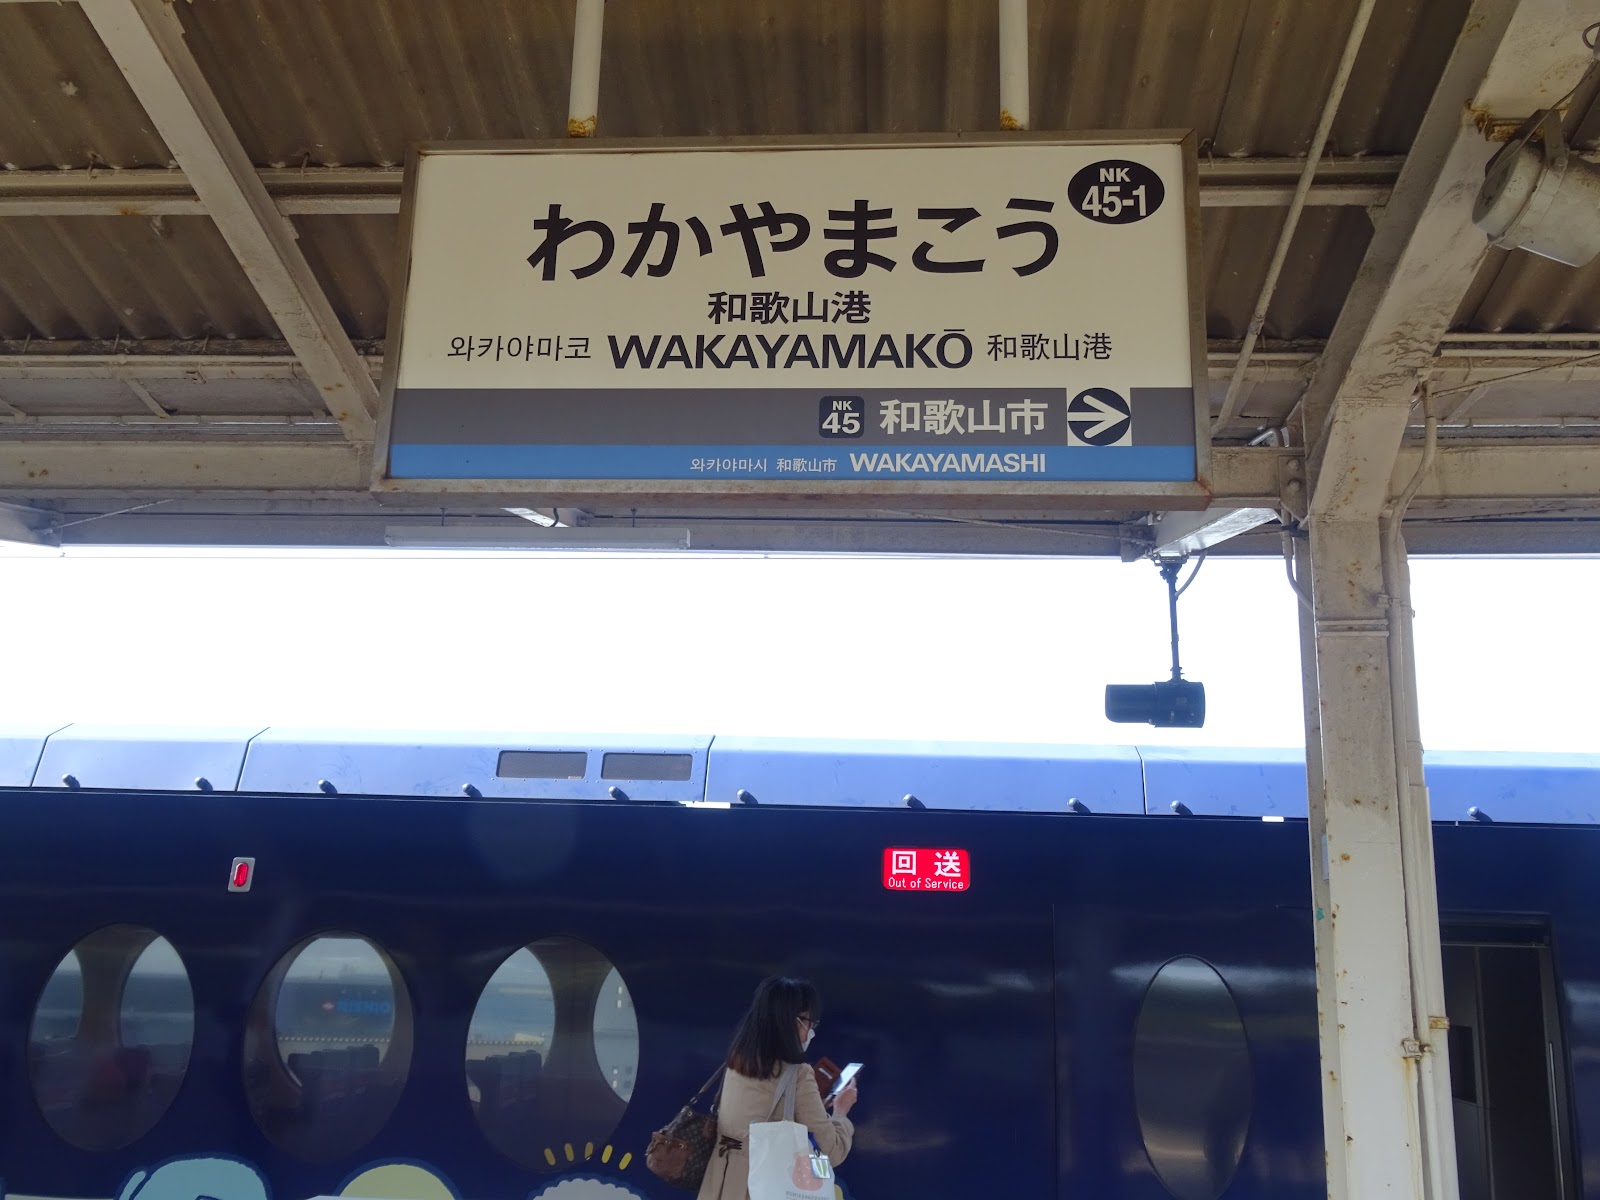 NK
45-1
わかやまこう
和歌山港
와카야마코 WAKAYAMAKŌ 和歌山港
NK
45 和歌山市
와카야마시 和歌山市 WAKAYAMASHI
回送
Out of Service